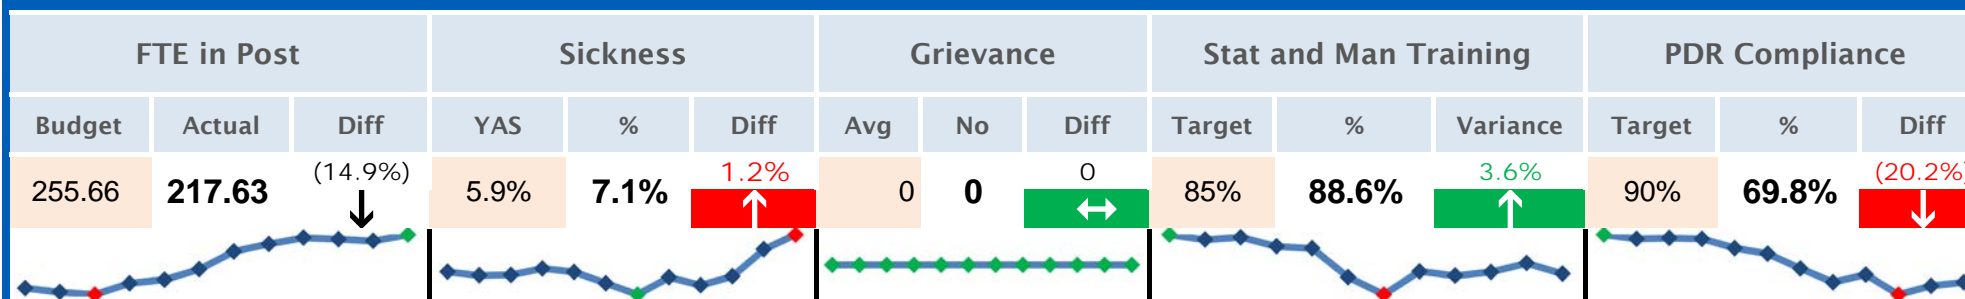 FTE in Post Sickness Grievance Stat and Man Training PDR Compliance
Budget Actual Diff YAS % Diff Avg No Diff Target % Variance Target % Diff
255.66 217.63 (14.9%) 5.9% 7.1% 1.2% 0 0 0 85% 88.6% 3.6% 90% 69.8% (20.2%)